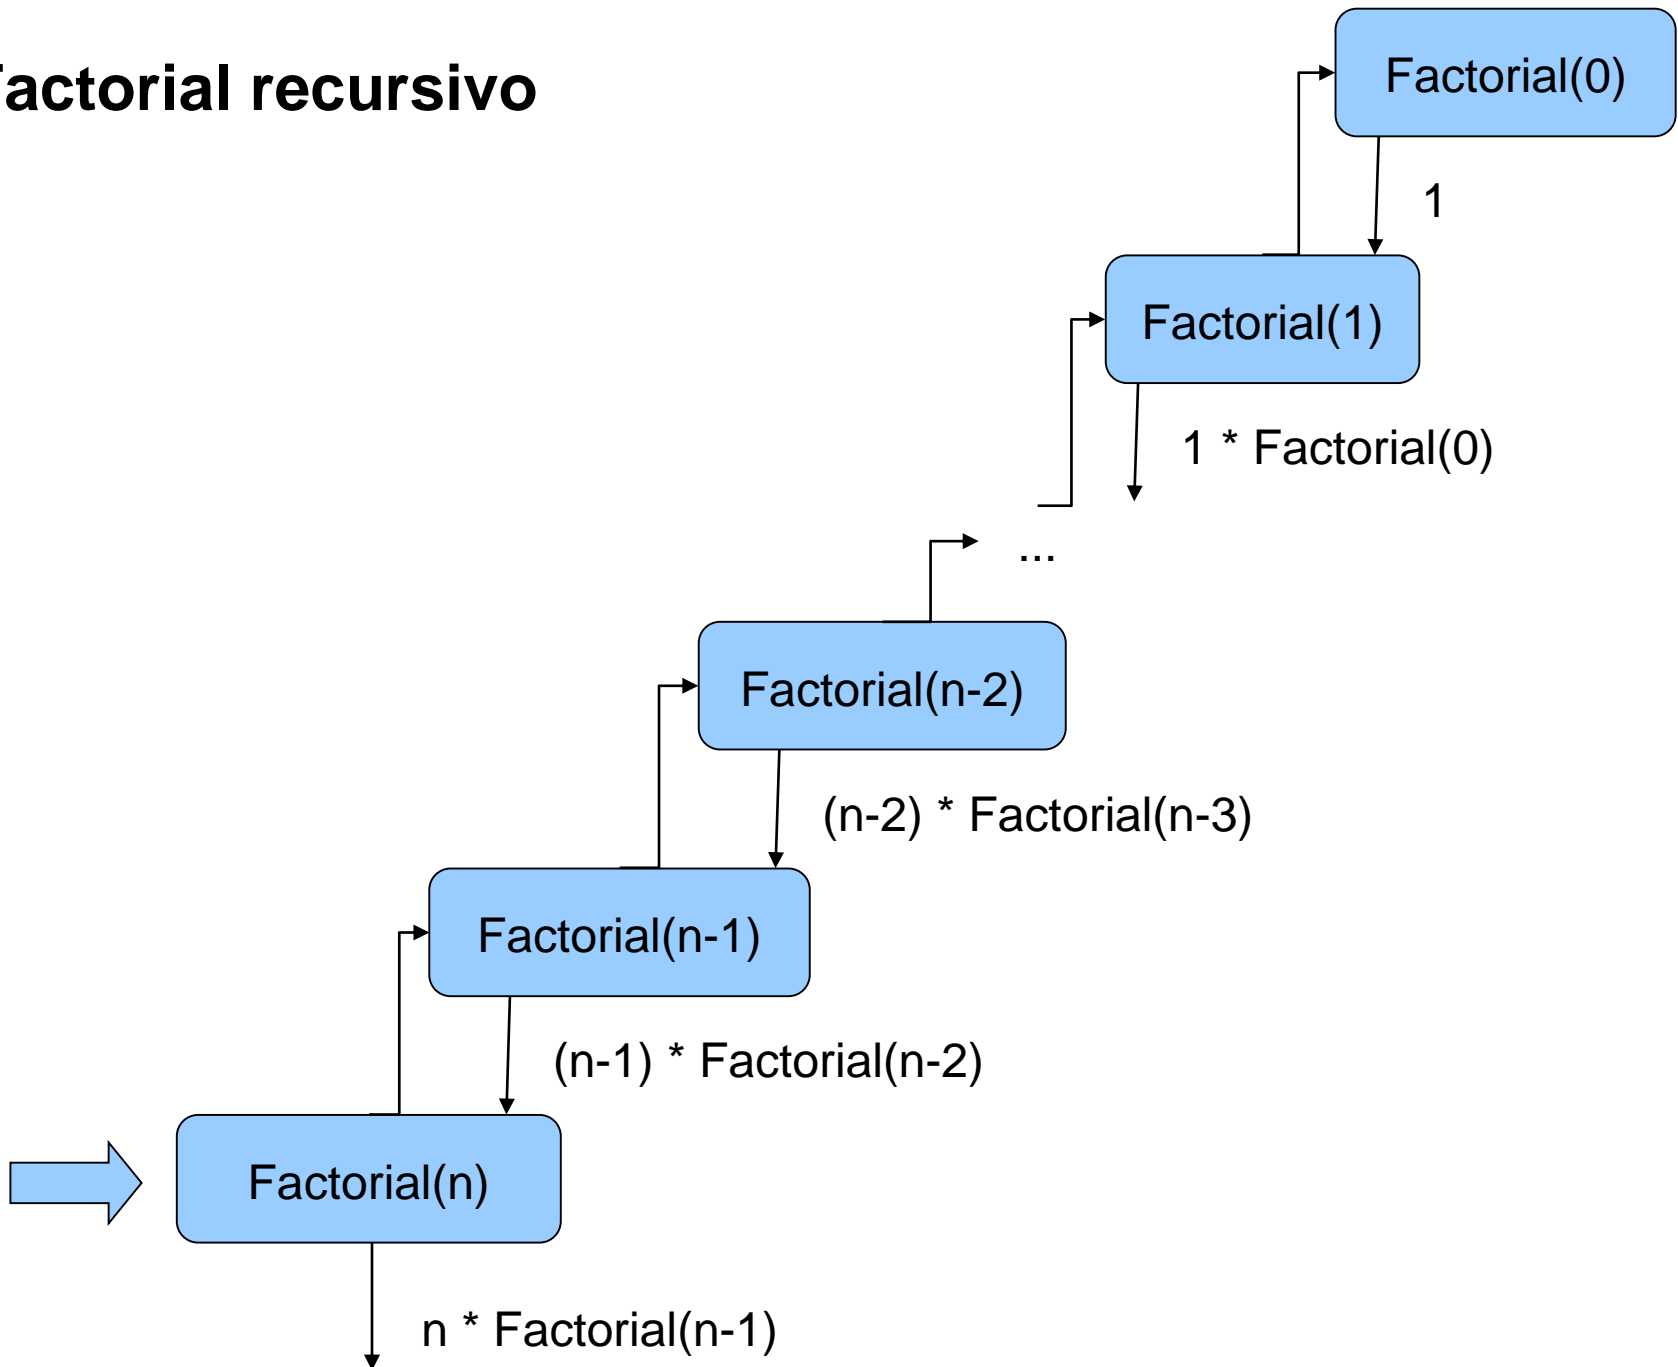 actorial recursivo
Factorial(0)
1
Factorial(1)
1 * Factorial(0)
...
Factorial(n-2)
(n-2) * Factorial(n-3)
Factorial(n-1)
(n-1) * Factorial(n-2)
Factorial(n)
n * Factorial(n-1)